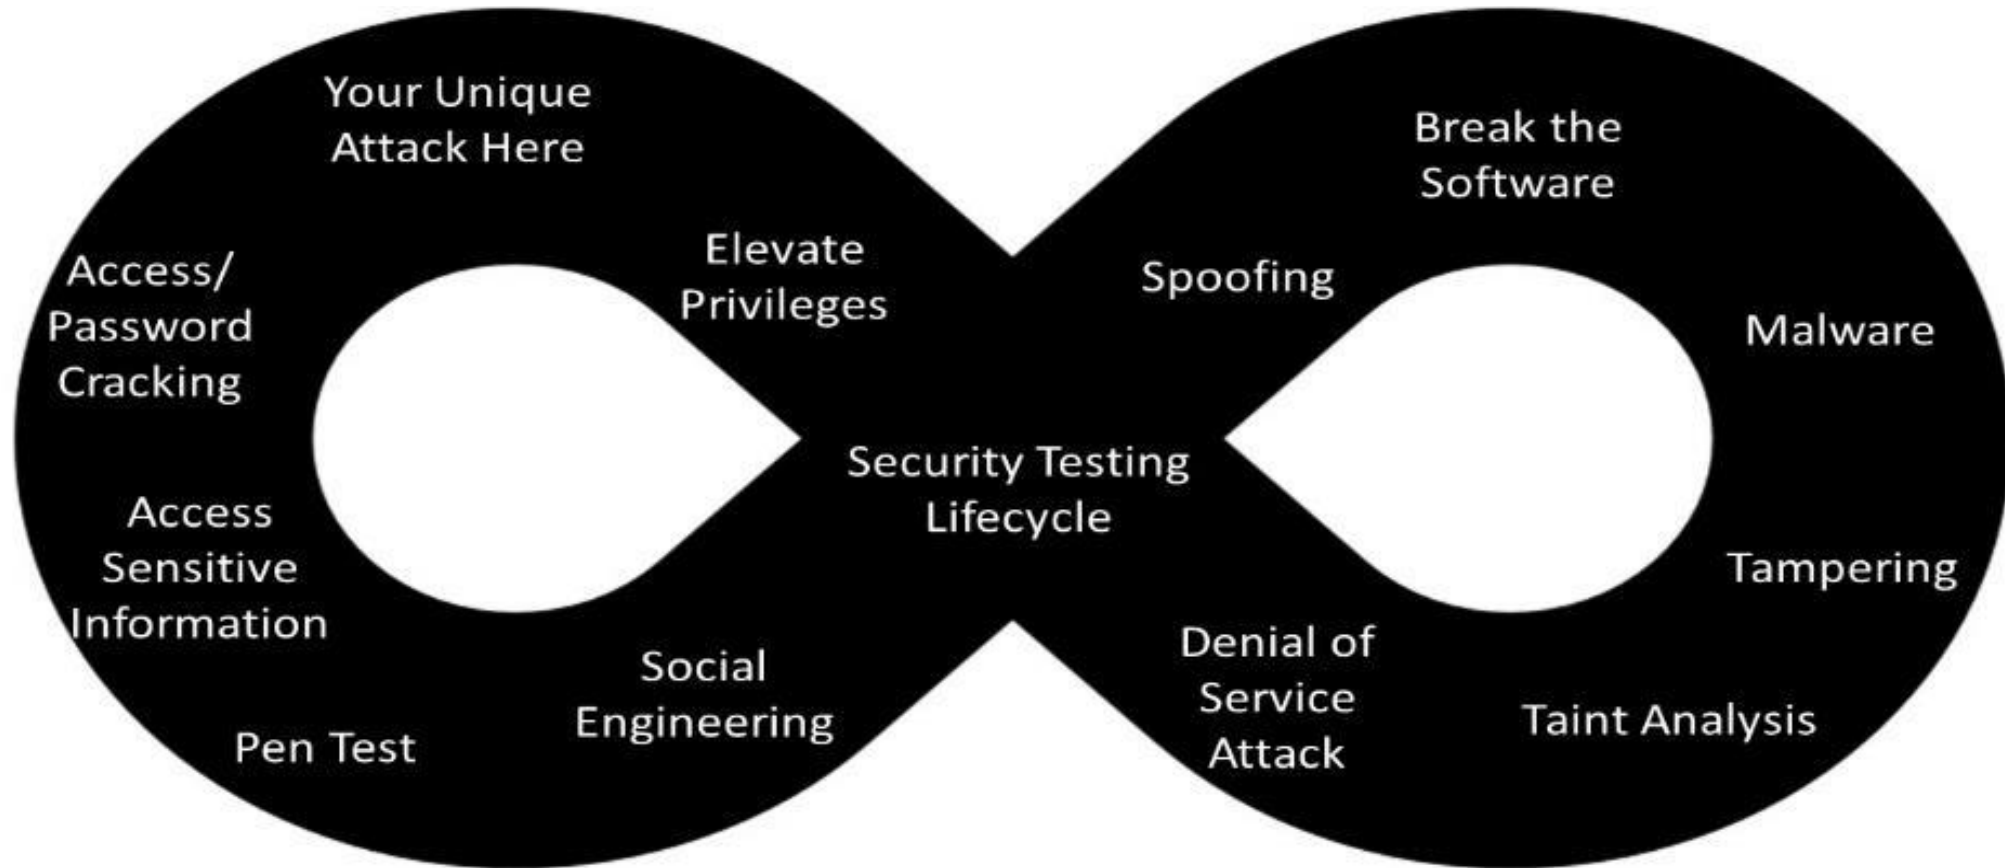 Your Unique
Attack Here
Elevate
Privileges
Access/
Password
Cracking
Access
Sensitive
Information
Pen Test
Social
Engineering
Security Testing
Lifecycle
Spoofing
Break the
Software
Malware
Tampering
Taint Analysis
Denial of
Service
Attack